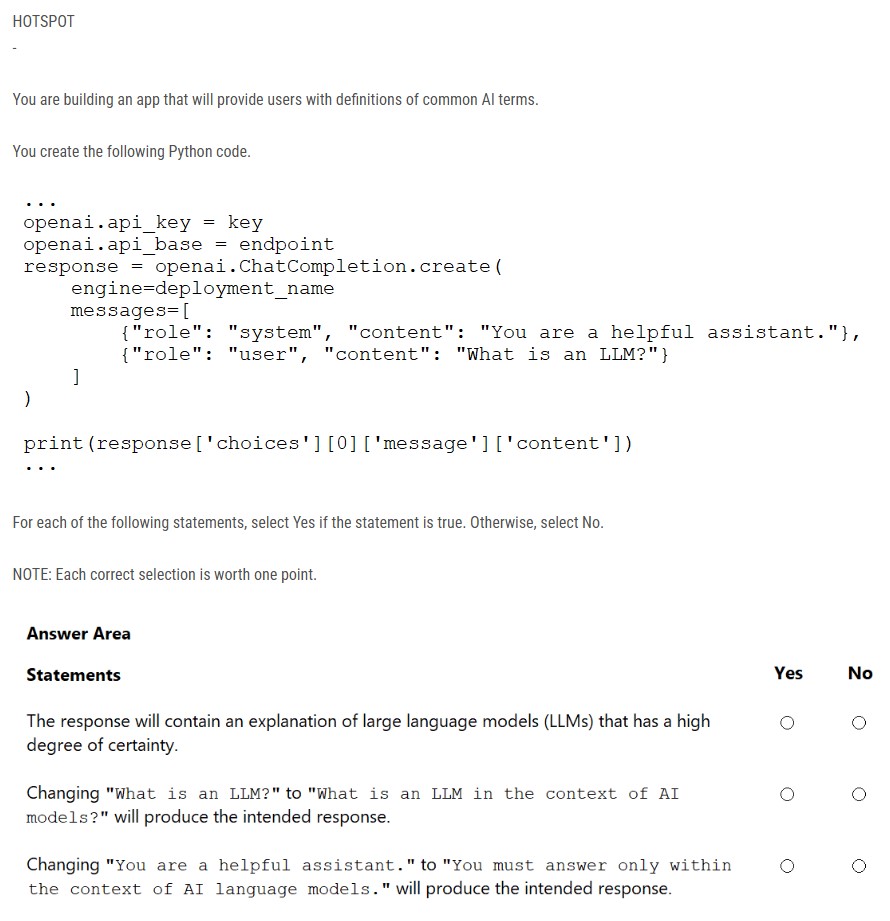 HOTSPOT
-
You are building an app that will provide users with definitions of common AI terms.
You create the following Python code.
...
openai.api_key = key
openai.api_base = endpoint
response = openai.ChatCompletion.create(
    engine=deployment_name
    messages=[
        {"role": "system", "content": "You are a helpful assistant."},
        {"role": "user", "content": "What is an LLM?"}
    ]
)
print(response['choices'][0]['message']['content'])
...
For each of the following statements, select Yes if the statement is true. Otherwise, select No.
NOTE: Each correct selection is worth one point.
Answer Area
Statements Yes No
The response will contain an explanation of large language models (LLMs) that has a high
degree of certainty.
Changing "What is an LLM?" to "What is an LLM in the context of AI
models?" will produce the intended response.
Changing "You are a helpful assistant." to "You must answer only within
the context of AI language models." will produce the intended response.